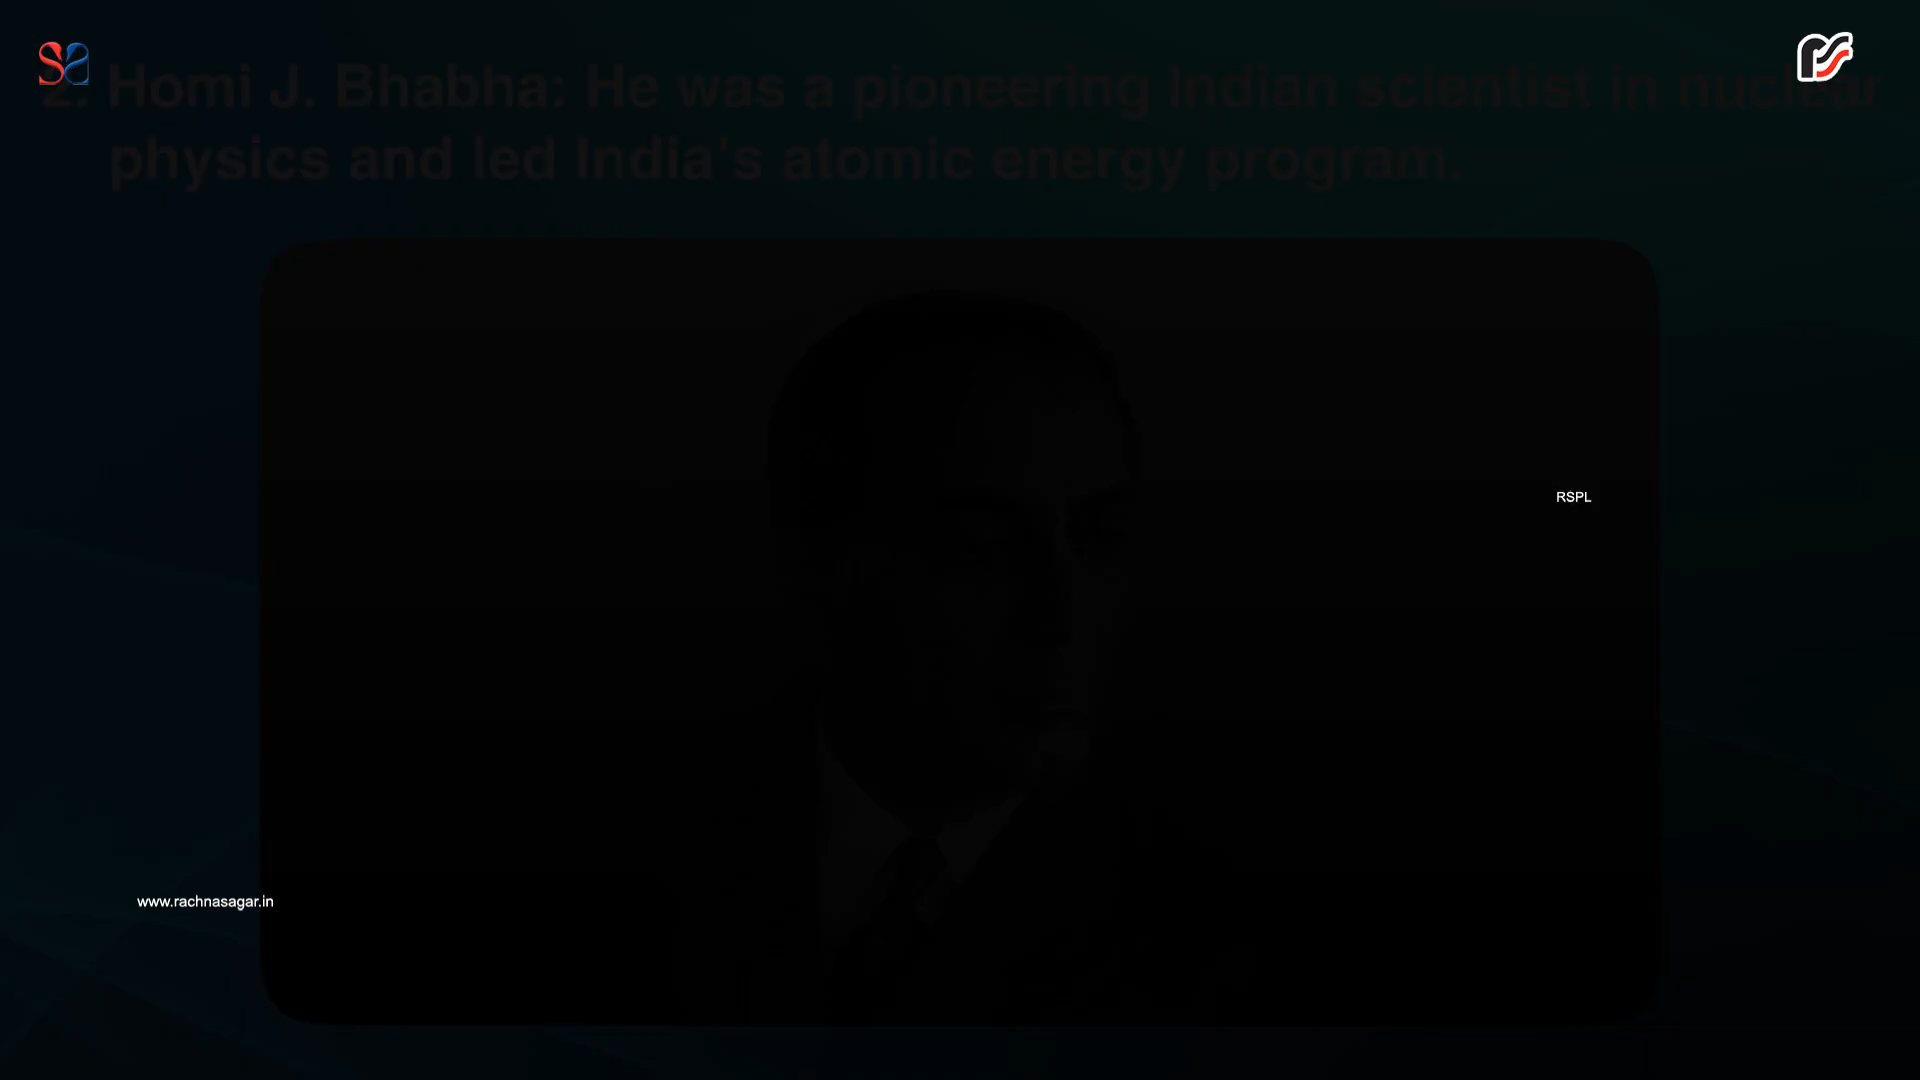 2. Homi J. Bhabha: He was a pioneering Indian scientist in nuclear
physics and led India's atomic energy program.
RSPL
www.rachnasagar.in